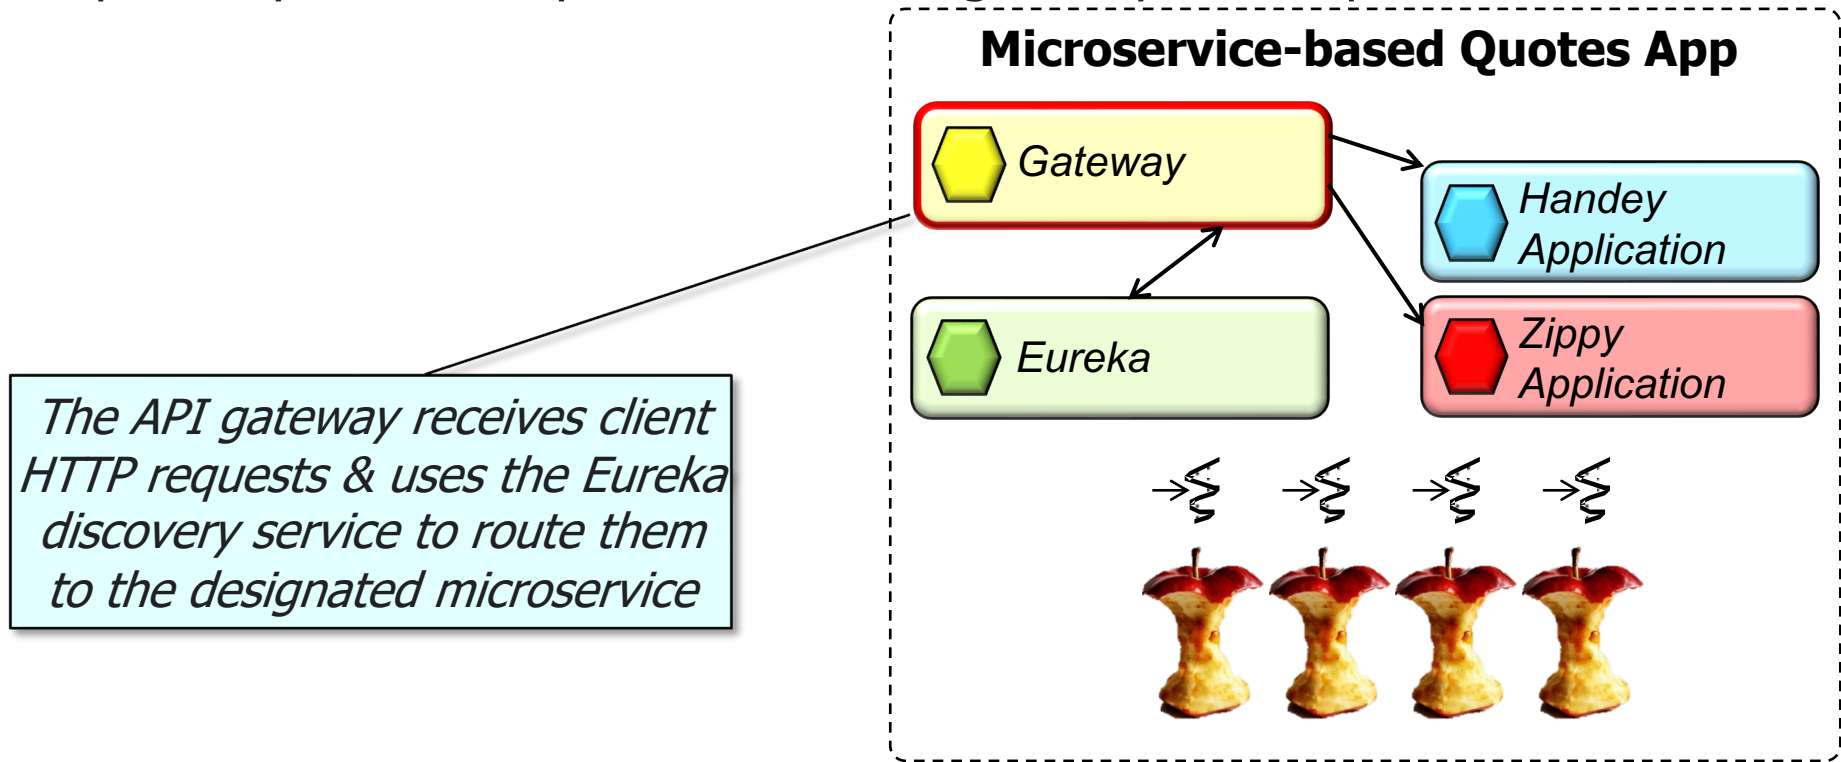 Microservice-based Quotes App
Gateway
Handey
Application
Eureka
Zippy
Application
The API gateway receives client
HTTP requests & uses the Eureka
discovery service to route them
to the designated microservice